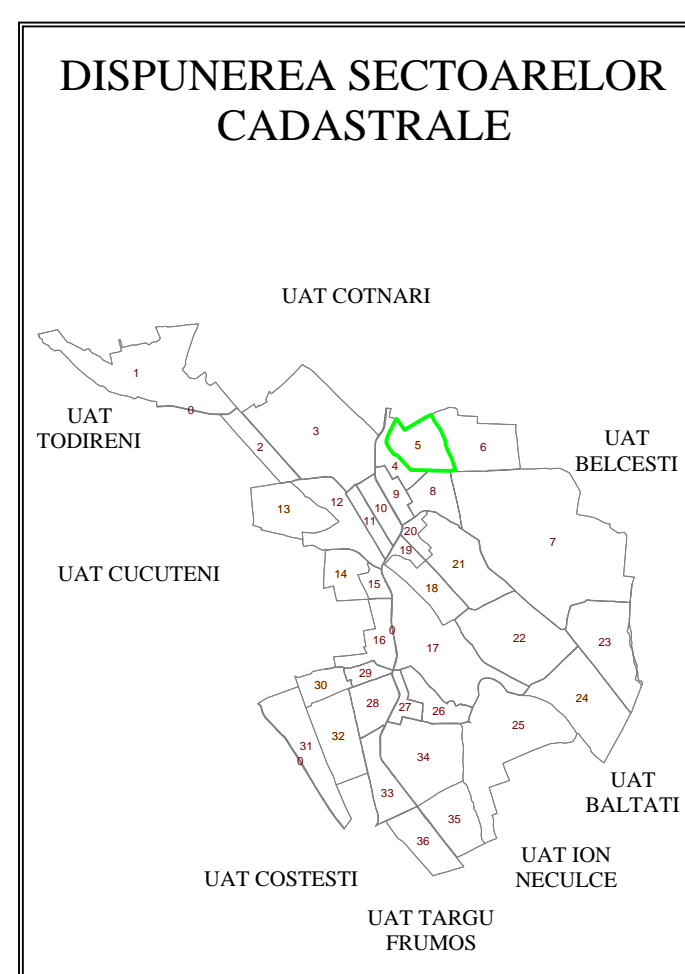 DISPUNEREA SECTOARELOR
CADASTRALE
UAT COTNARI
1
0
UAT
TODIRENI
2
3
5
6
4
UAT
BELCESTI
9
8
12
10
13
11
20
7
19
21
14
15
18
UAT CUCUTENI
0
16
17
22
23
29
30
28
27
26
24
25
31
32
0
34
33
35
36
UAT
BALTATI
UAT ION
NECULCE
UAT COSTESTI
UAT TARGU
FRUMOS